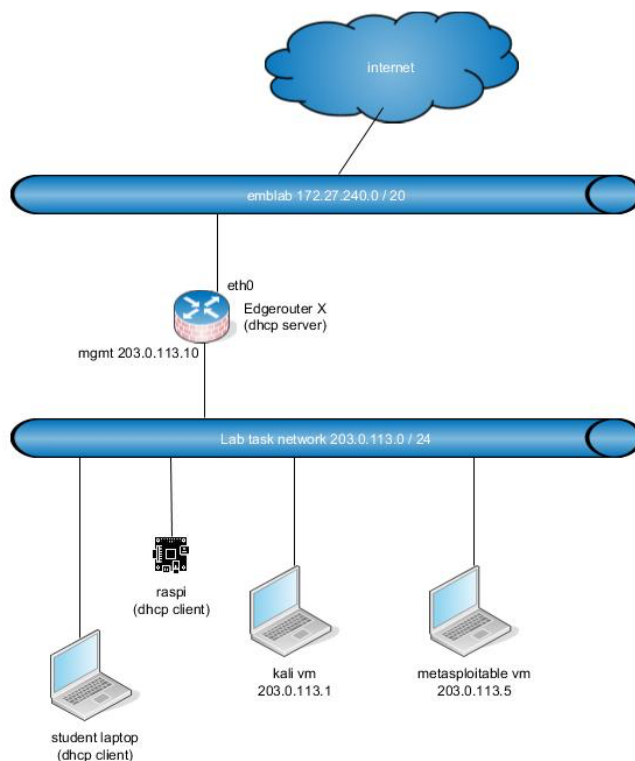 internet
emblab 172.27.240.0 / 20
eth0
Edgerouter X
(dhcp server)
mgmt 203.0.113.10
Lab task network 203.0.113.0 / 24
raspi
(dhcp client)
kali vm
203.0.113.1
metasploitable vm
203.0.113.5
student laptop
(dhcp client)